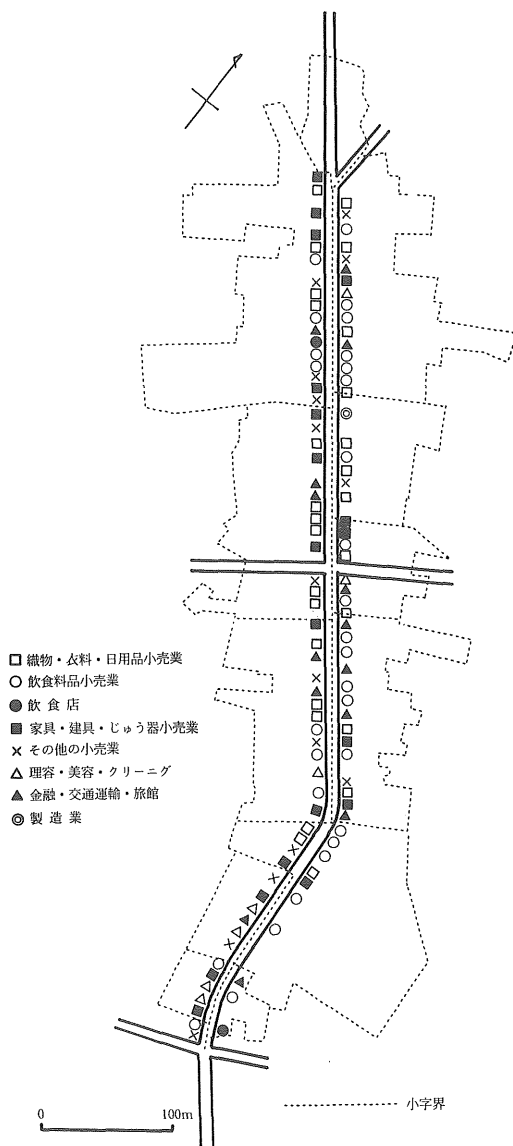 織物・衣料・日用品小売業
飲食料品小売業
飲食店
家具・建具・じゅう器小売業
その他の小売業
理容・美容・クリーニング
金融・交通運輸・旅館
製造業
0 100m
小字界